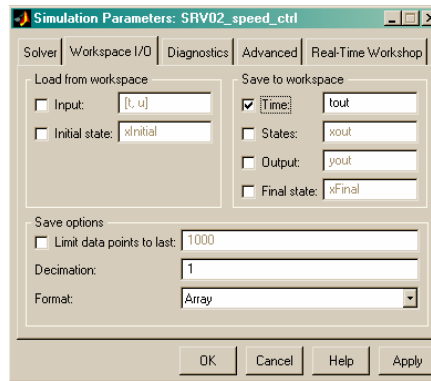 Simulation Parameters: SRV02_speed_ctrl
Solver Workspace I/O Diagnostics Advanced Real-Time Workshop
Load from workspace
Input: [t, u]
Initial state: xInitial
Save to workspace
Time: tout
States: xout
Output: yout
Final state: xFinal
Save options
Limit data points to last: 1000
Decimation: 1
Format: Array
OK Cancel Help Apply